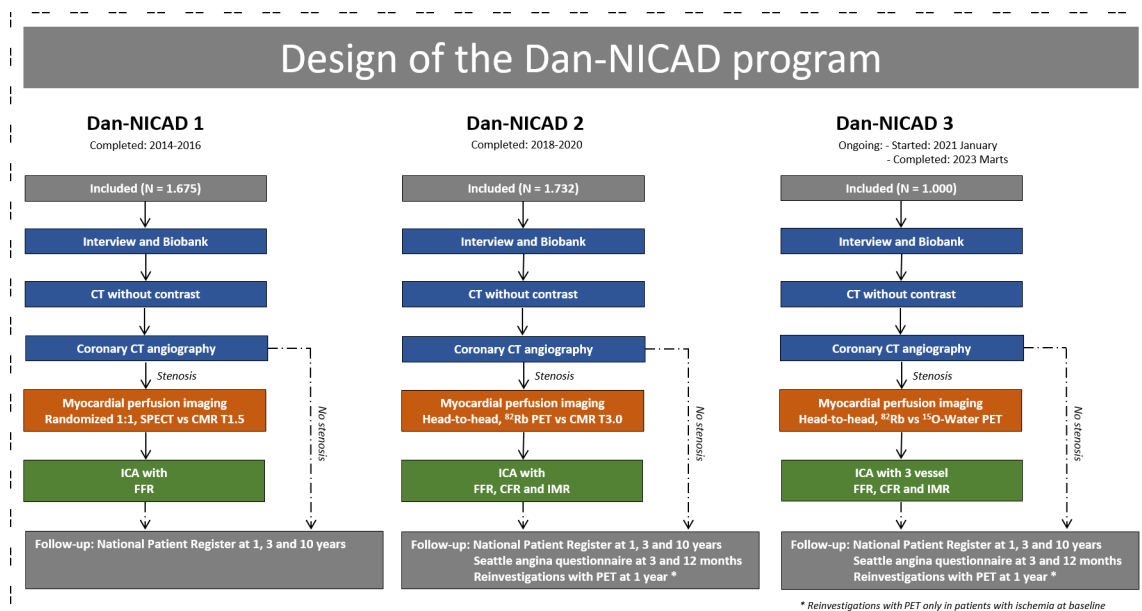 Design of the Dan-NICAD program
Dan-NICAD 1
Completed: 2014-2016
Included (N = 1.675)
Interview and Biobank
CT without contrast
Coronary CT angiography
Stenosis
No stenosis
Myocardial perfusion imaging
Randomized 1:1, SPECT vs CMR T1.5
ICA with
FFR
Follow-up: National Patient Register at 1, 3 and 10 years
Dan-NICAD 2
Completed: 2018-2020
Included (N = 1.732)
Interview and Biobank
CT without contrast
Coronary CT angiography
Stenosis
No stenosis
Myocardial perfusion imaging
Head-to-head, ⁸²Rb PET vs CMR T3.0
ICA with
FFR, CFR and IMR
Follow-up: National Patient Register at 1, 3 and 10 years
Seattle angina questionnaire at 3 and 12 months
Reinvestigations with PET at 1 year *
Dan-NICAD 3
Ongoing: - Started: 2021 January
- Completed: 2023 Marts
Included (N = 1.000)
Interview and Biobank
CT without contrast
Coronary CT angiography
Stenosis
No stenosis
Myocardial perfusion imaging
Head-to-head, ⁸²Rb vs ¹⁵O-Water PET
ICA with 3 vessel
FFR, CFR and IMR
Follow-up: National Patient Register at 1, 3 and 10 years
Seattle angina questionnaire at 3 and 12 months
Reinvestigations with PET at 1 year *
* Reinvestigations with PET only in patients with ischemia at baseline